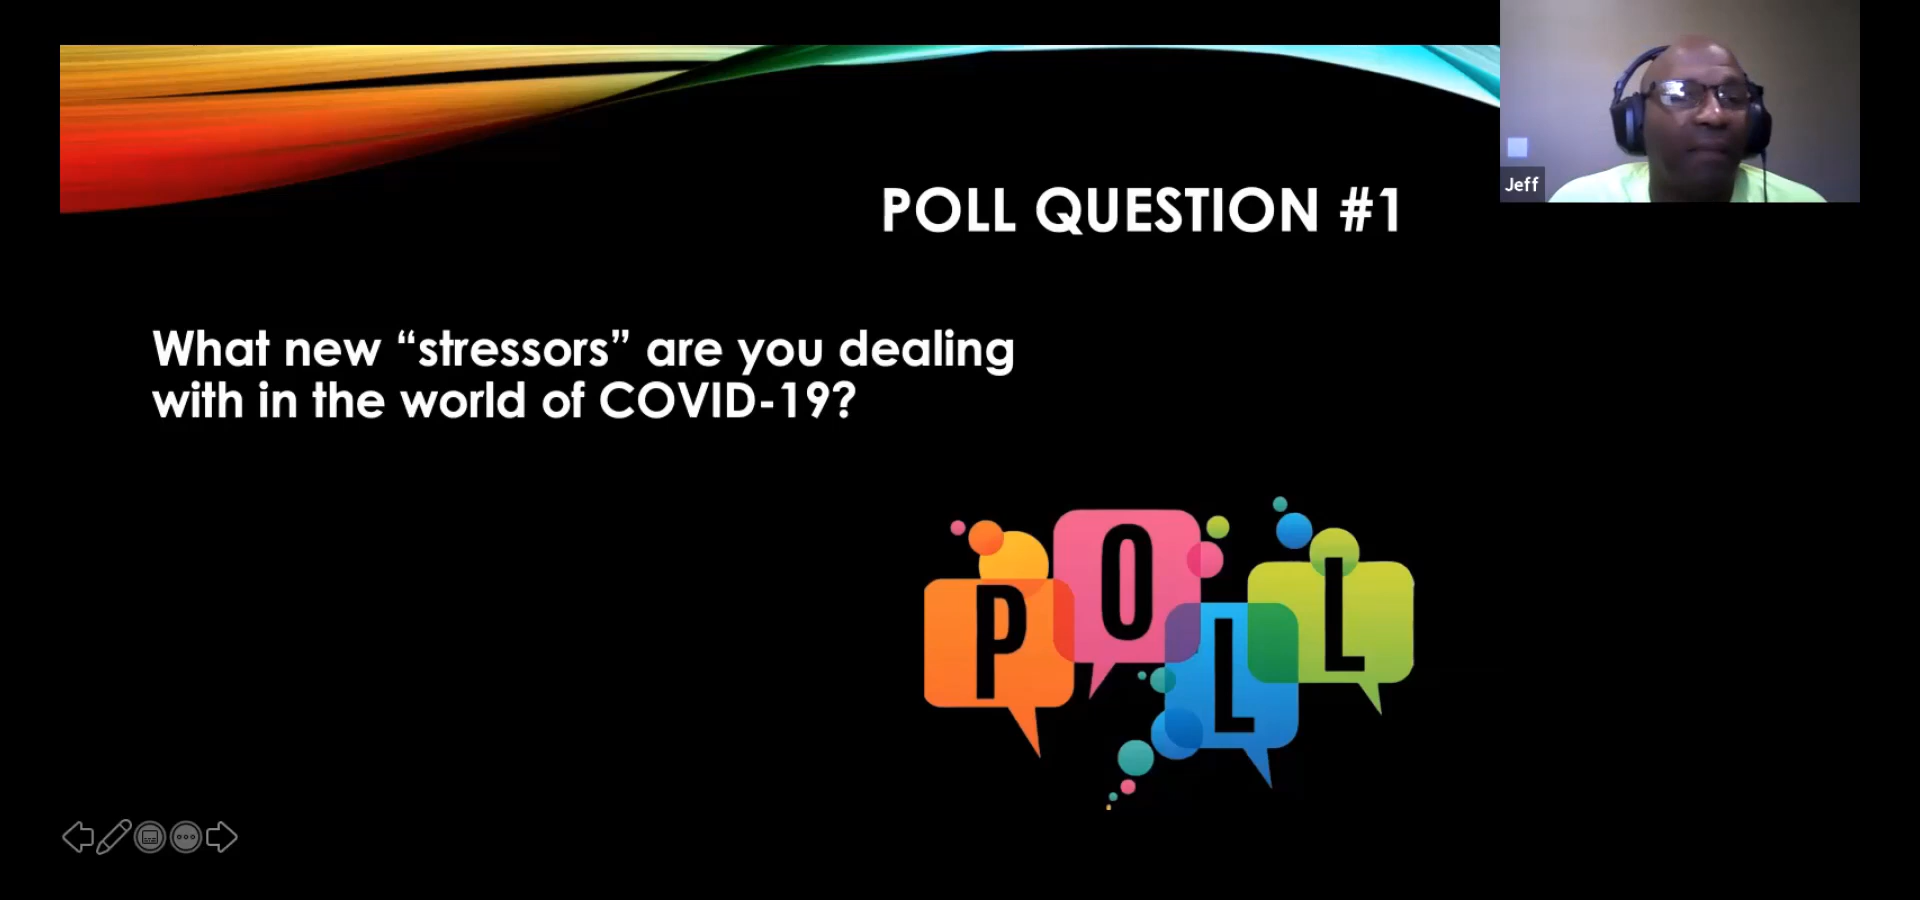 Jeff
POLL QUESTION #1
What new “stressors” are you dealing
with in the world of COVID-19?
POLL